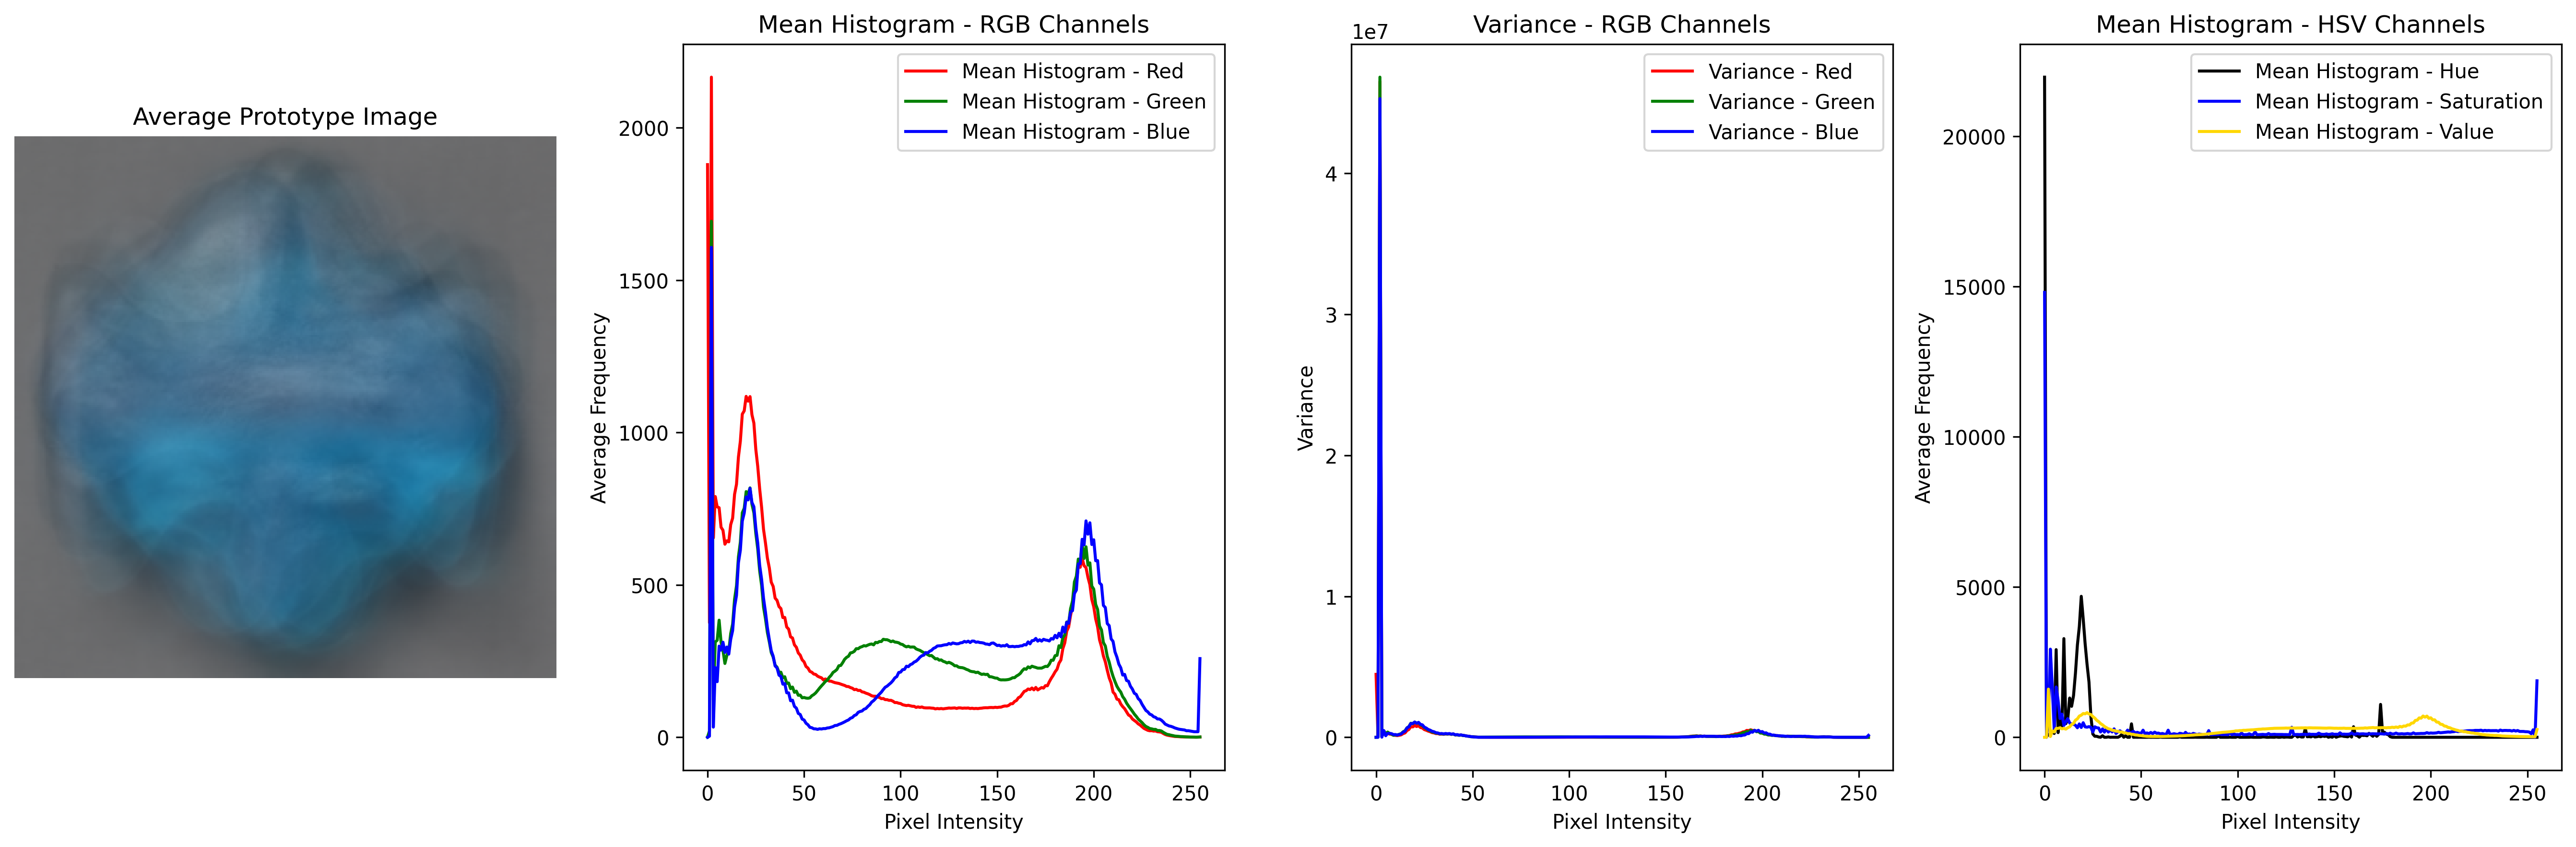 Average Prototype Image
Mean Histogram - RGB Channels
Mean Histogram - Red
Mean Histogram - Green
Mean Histogram - Blue
Average Frequency
2000
1500
1000
500
0
0 50 100 150 200 250
Pixel Intensity
Variance - RGB Channels
1e7
Variance - Red
Variance - Green
Variance - Blue
Variance
4
3
2
1
0
0 50 100 150 200 250
Pixel Intensity
Mean Histogram - HSV Channels
Mean Histogram - Hue
Mean Histogram - Saturation
Mean Histogram - Value
Average Frequency
20000
15000
10000
5000
0
0 50 100 150 200 250
Pixel Intensity